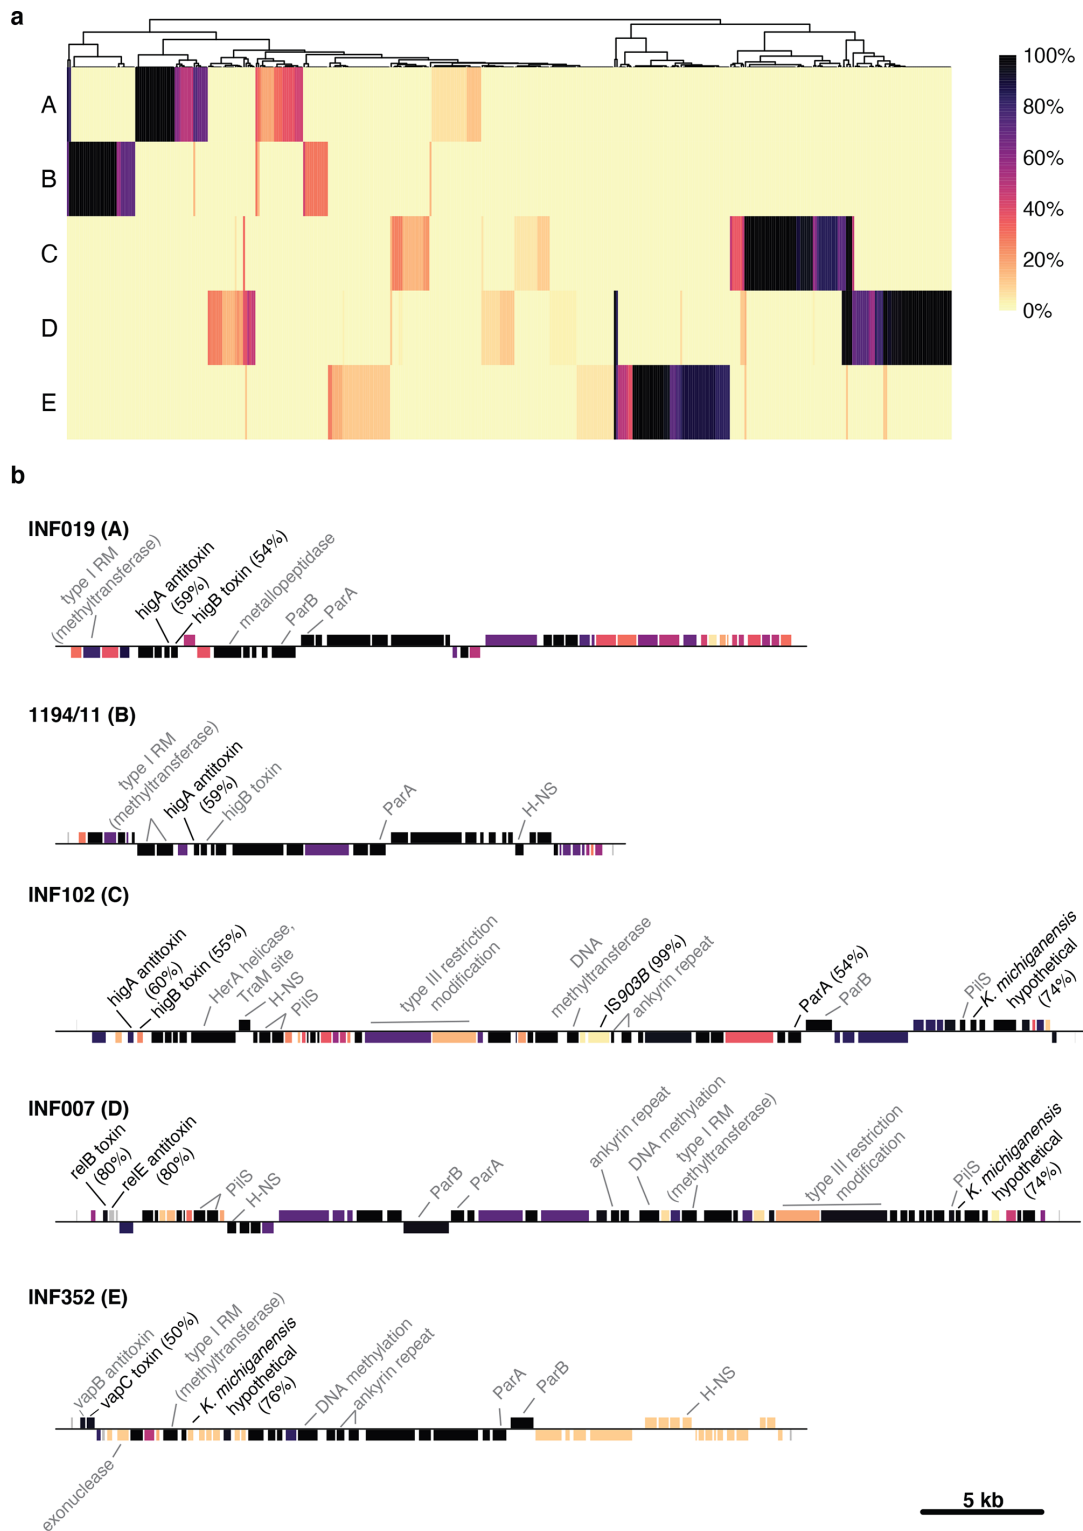 a
100%
80%
60%
40%
20%
0%
A
B
C
D
E
b
INF019 (A)
type I RM
(methyltransferase)
higA antitoxin
(59%)
higB toxin (54%)
metallopeptidase
ParB
ParA
1194/11 (B)
type I RM
(methyltransferase)
higA antitoxin
(59%)
higB toxin
ParA
H-NS
INF102 (C)
higA antitoxin
(60%)
higB toxin (55%)
HerA helicase,
TraM site
H-NS
PilS
type III restriction
modification
DNA
methyltransferase
IS903B (99%)
ankyrin repeat
ParA (54%)
ParB
PilS
K. michiganensis
hypothetical
(74%)
INF007 (D)
relB toxin
(80%)
relE antitoxin
(80%)
PilS
H-NS
ParB
ParA
ankyrin repeat
DNA methylation
type I RM
(methyltransferase)
type III restriction
modification
PilS
K. michiganensis
hypothetical
(74%)
INF352 (E)
vapB antitoxin
vapC toxin (50%)
type I RM
(methyltransferase)
K. michiganensis
hypothetical
(76%)
DNA methylation
ankyrin repeat
ParA
ParB
H-NS
exonuclease
5 kb